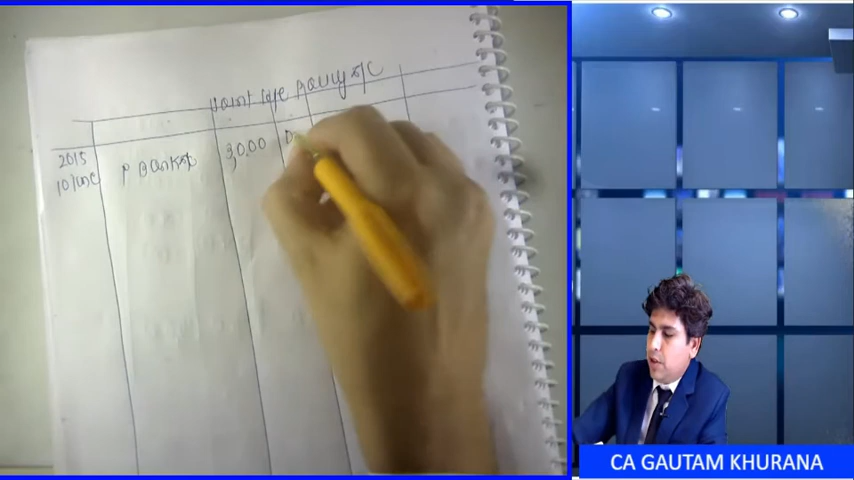 Joint Life Policy A/c
2015
10 June P Bank A/c 3,000
CA GAUTAM KHURANA